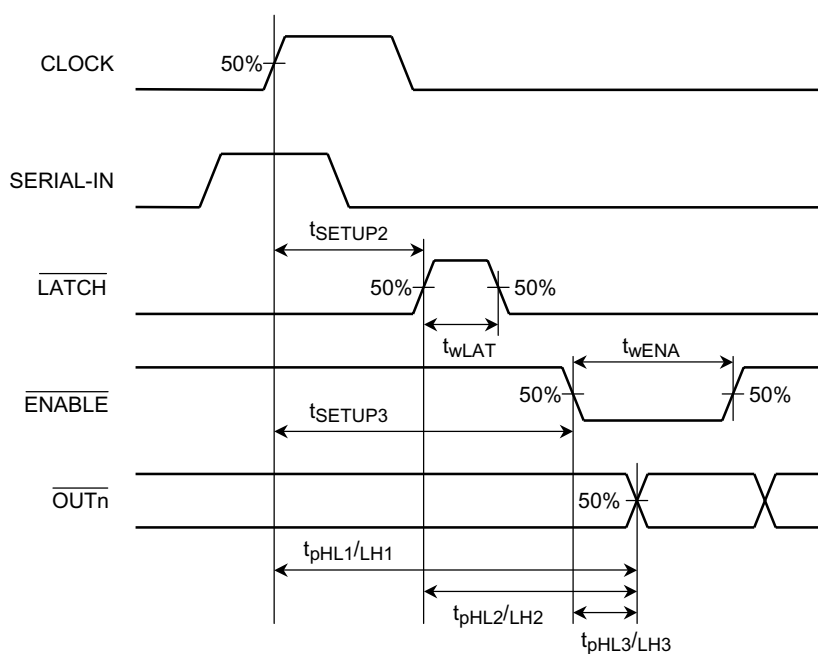 CLOCK
50%
SERIAL-IN
tSETUP2
LATCH
50%
50%
twLAT
twENA
ENABLE
50%
50%
tSETUP3
OUTn
50%
tpHL1/LH1
tpHL2/LH2
tpHL3/LH3